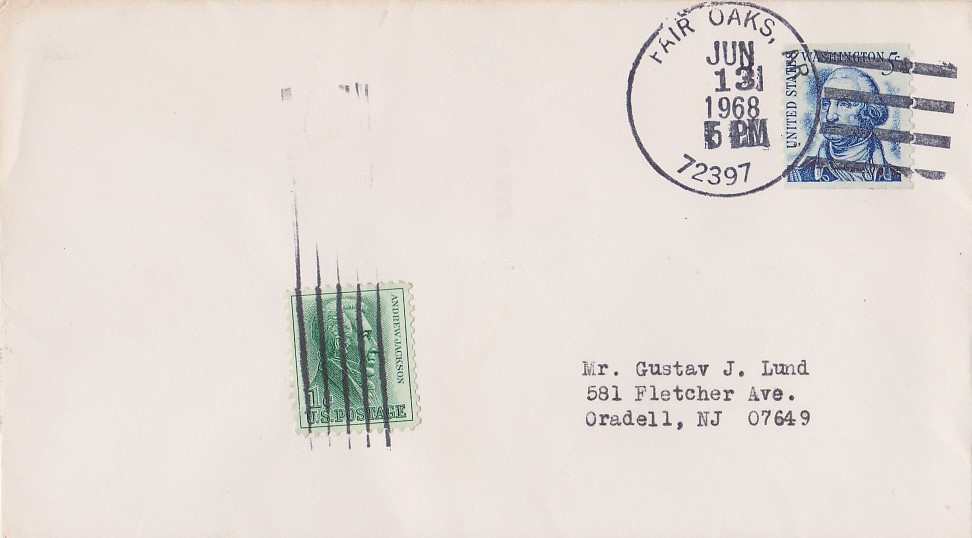 FAIR OAKS, AR
JUN
13
1968
5 PM
72397
UNITED STATES
WASHINGTON 5¢
ANDREW JACKSON
1¢
U.S. POSTAGE
Mr. Gustav J. Lund
581 Fletcher Ave.
Oradell, NJ 07649